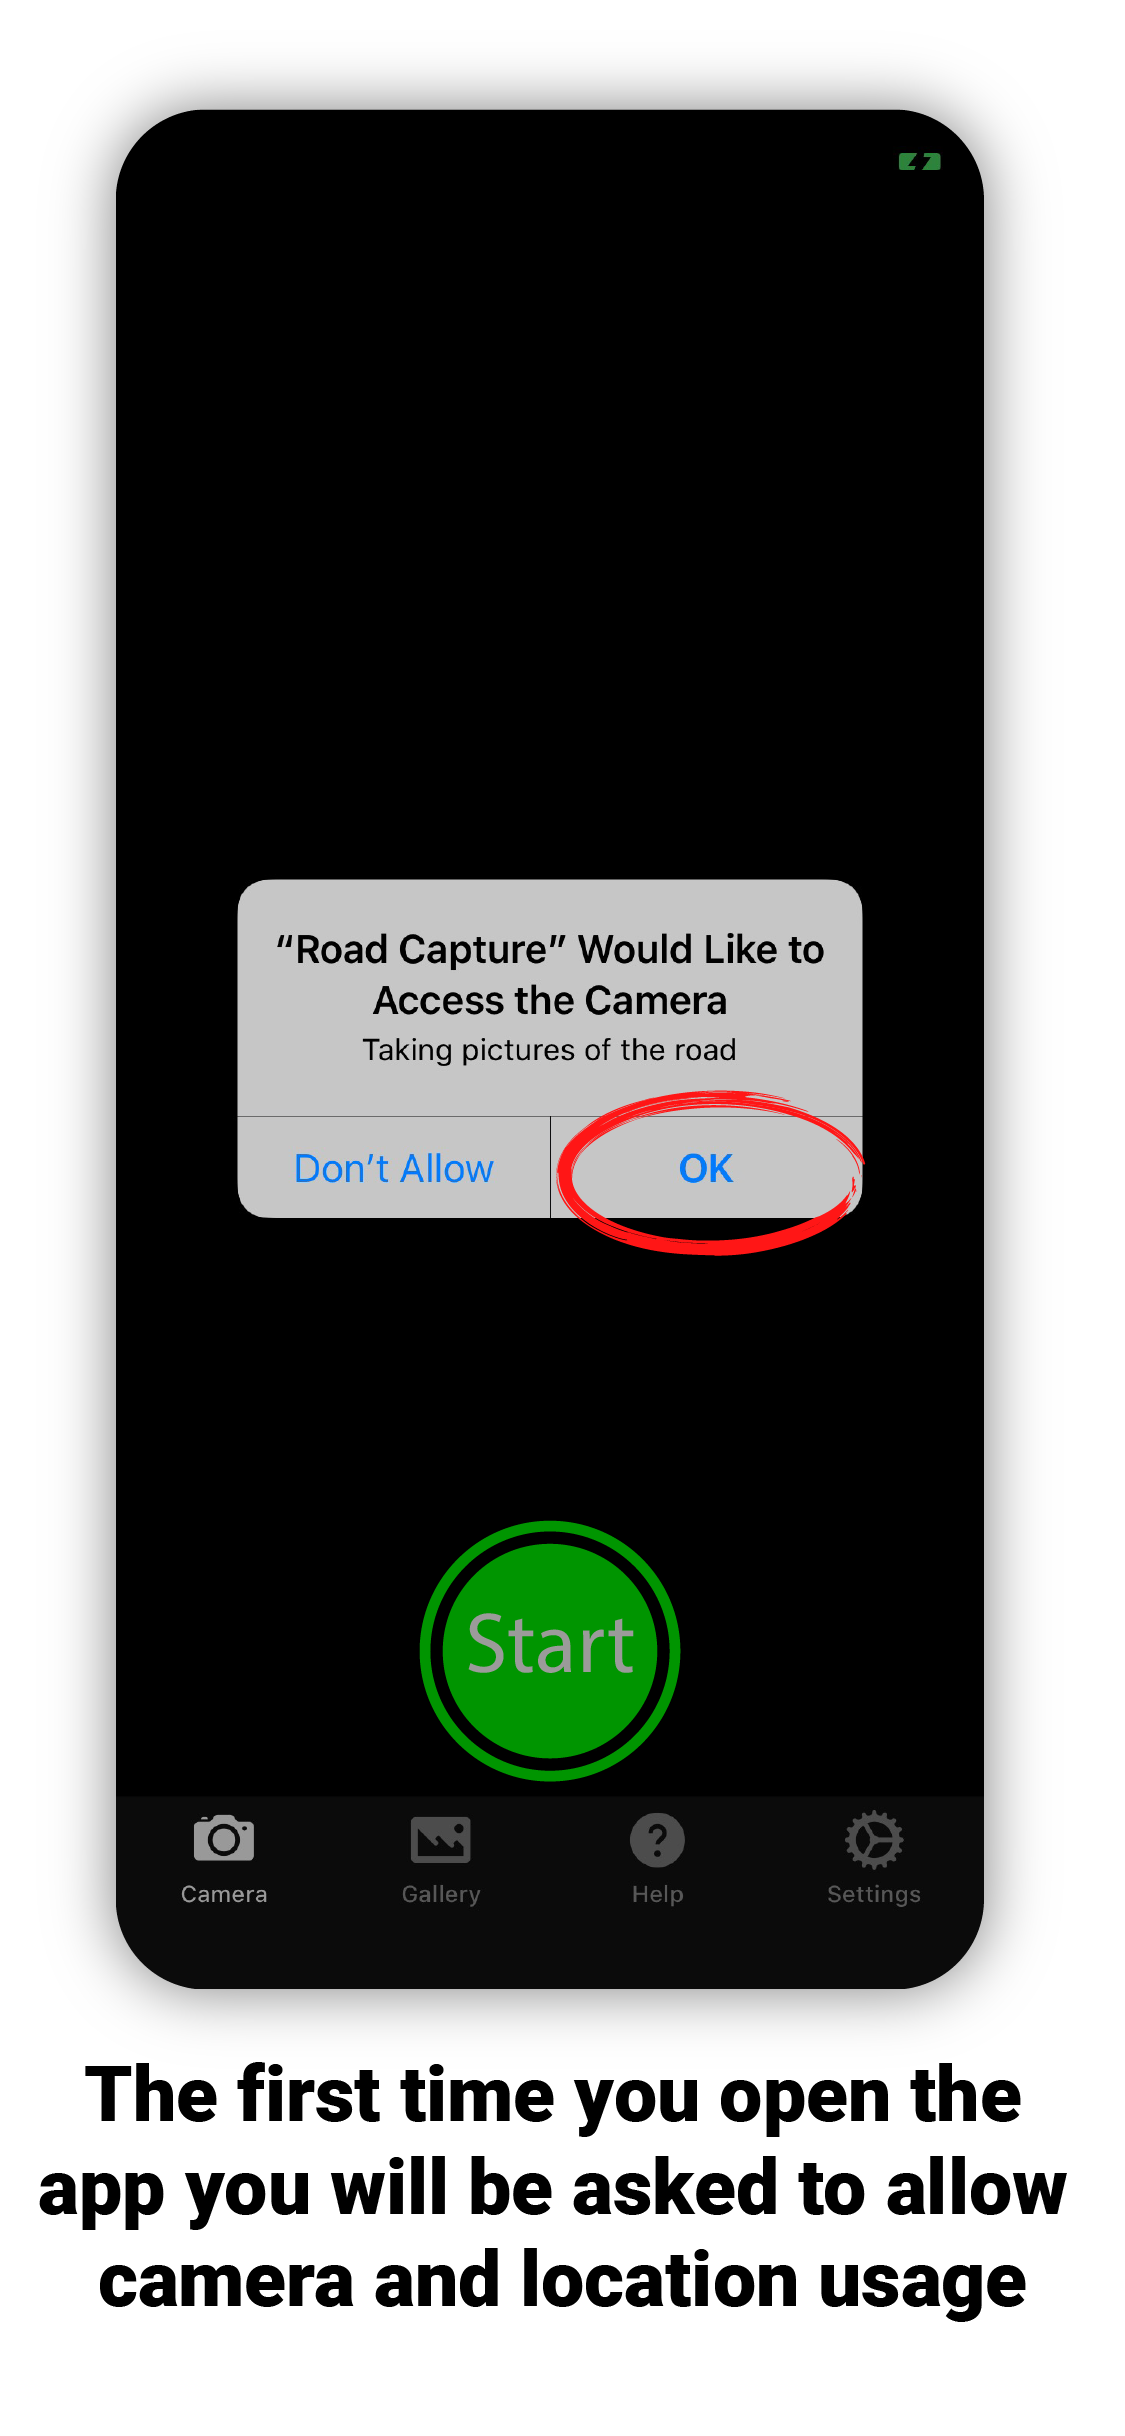 “Road Capture” Would Like to
Access the Camera
Taking pictures of the road
Don’t Allow
OK
Start
Camera
Gallery
Help
Settings
The first time you open the
app you will be asked to allow
camera and location usage